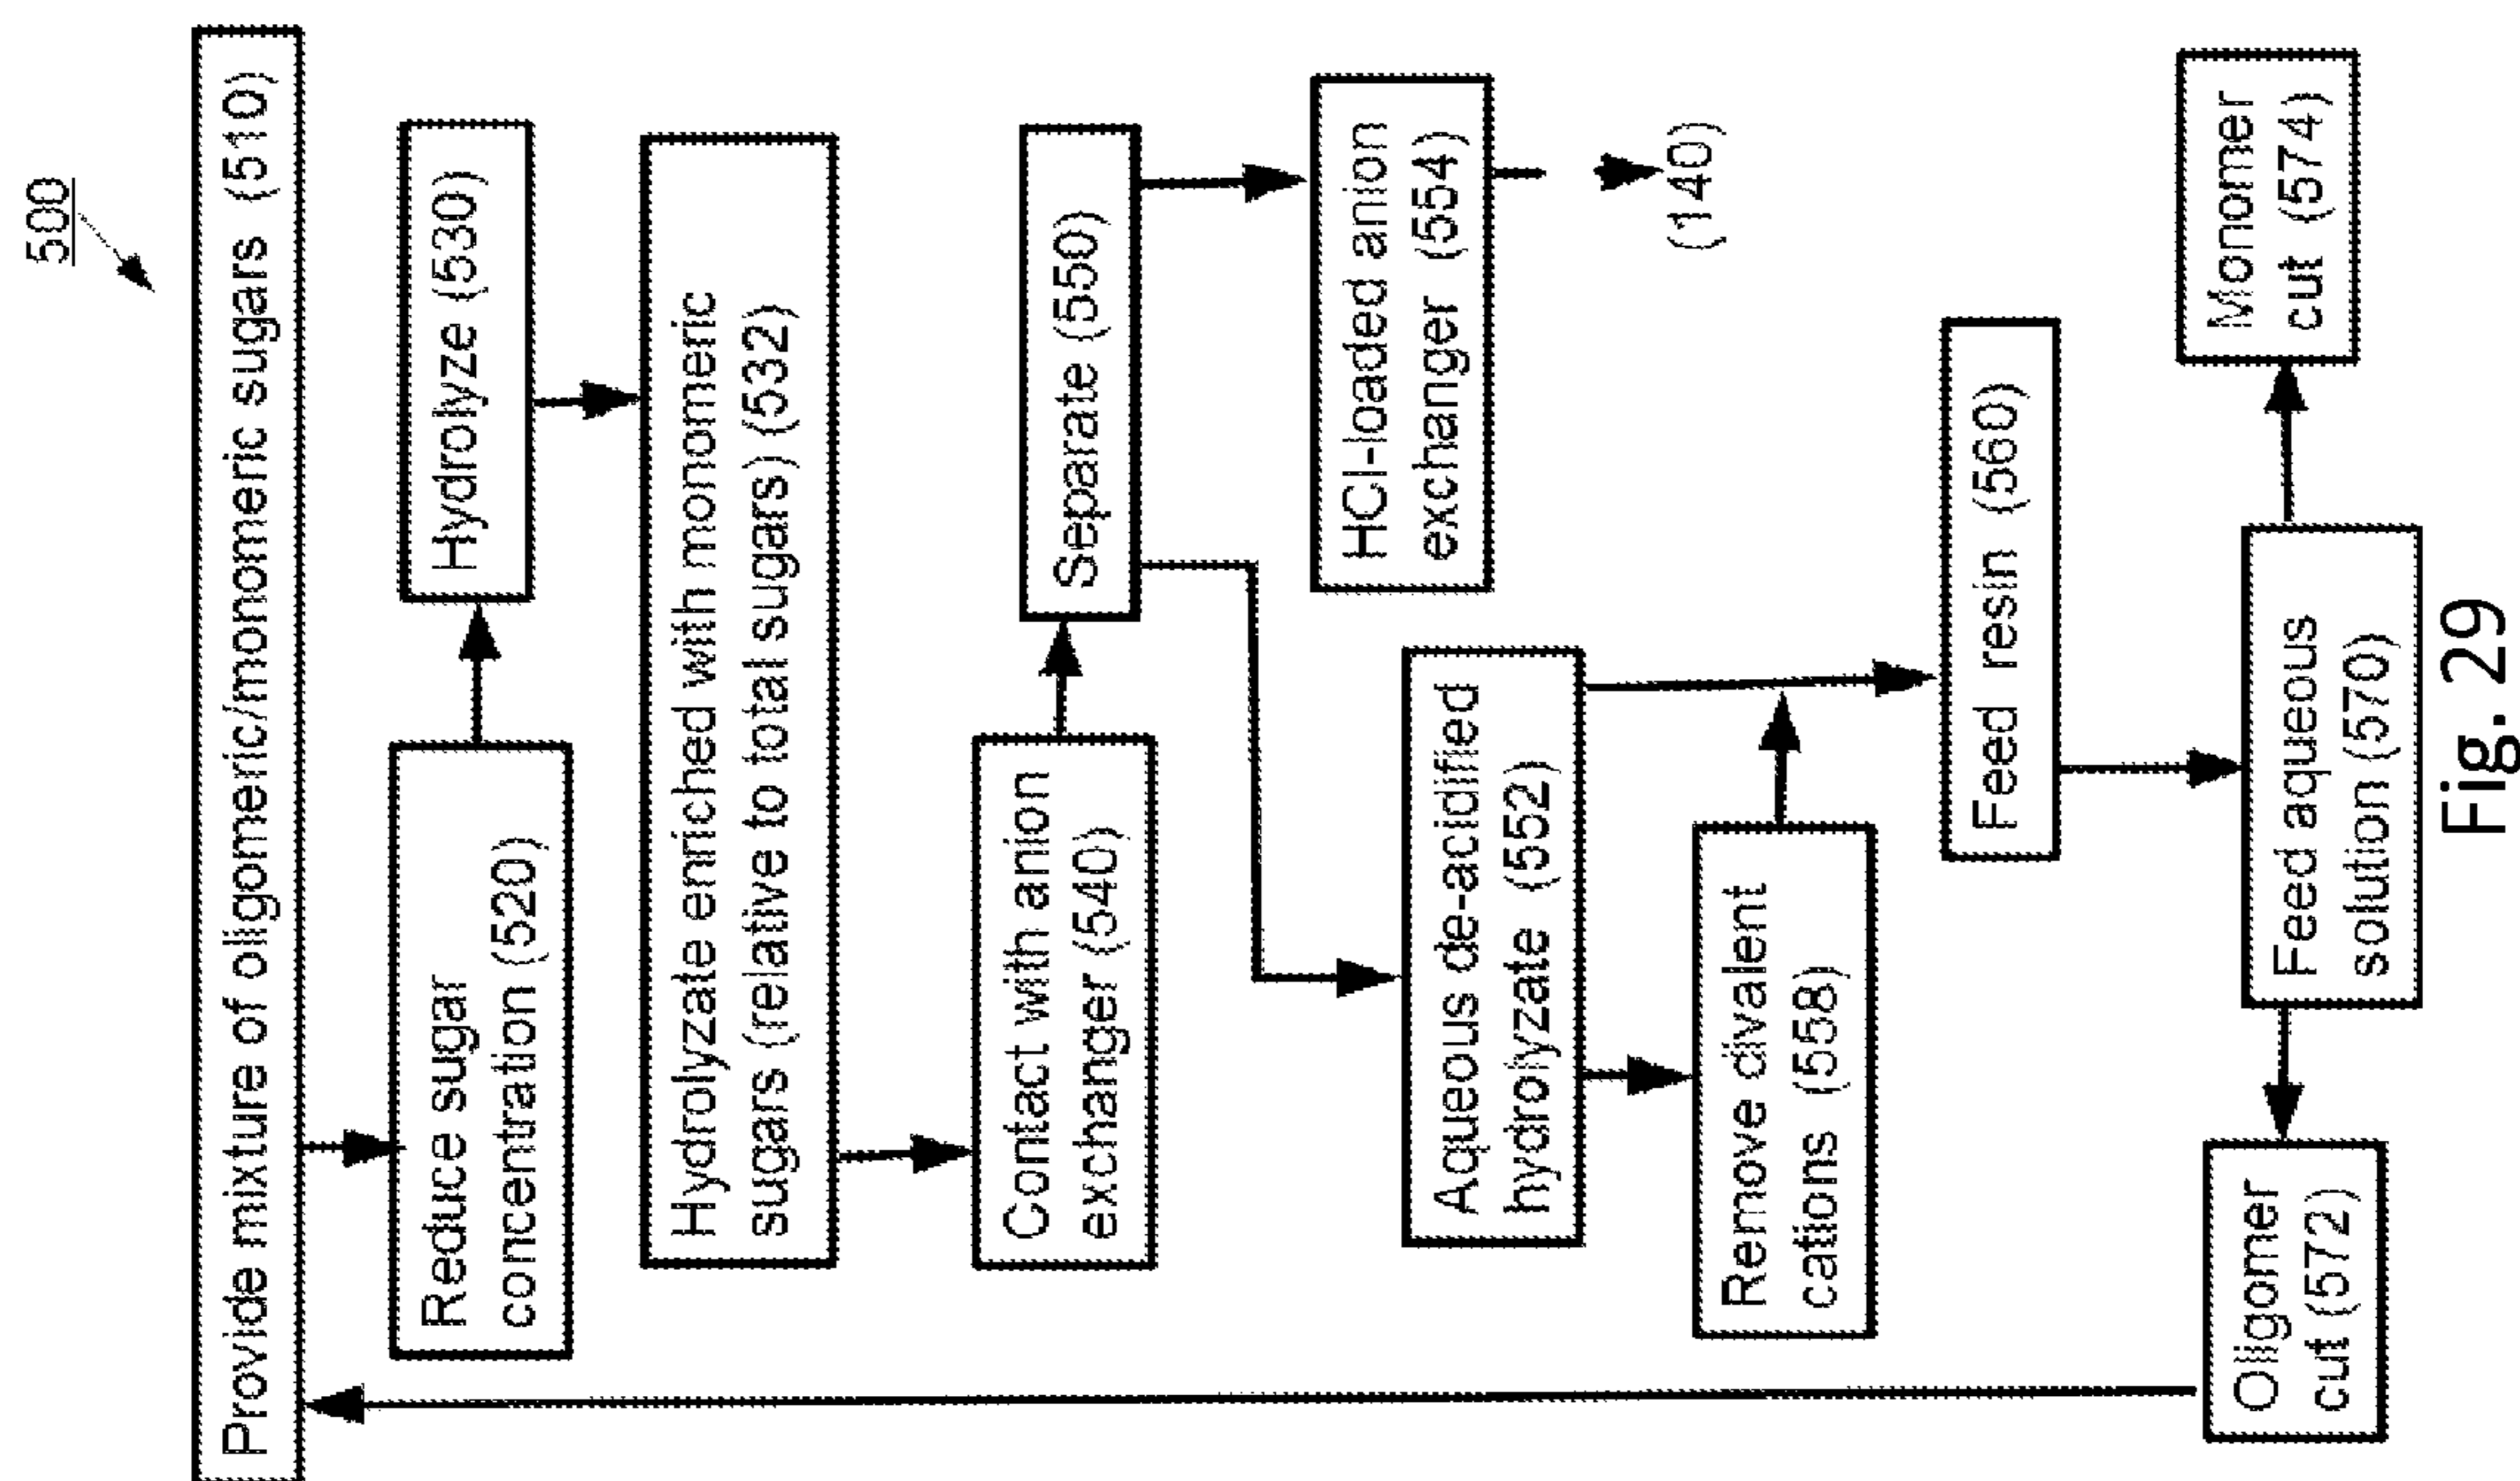 500
Provide mixture of oligomeric/monomeric sugars (510)
Reduce sugar
concentration (520)
Hydrolyze (530)
Hydrolyzate enriched with monomeric
sugars (relative to total sugars) (532)
Contact with anion
exchanger (540)
Separate (550)
HCl-loaded anion
exchanger (554)
(140)
Aqueous de-acidified
hydrolyzate (552)
Remove divalent
cations (558)
Feed resin (560)
Feed aqueous
solution (570)
Oligomer
cut (572)
Monomer
cut (574)
Fig. 29